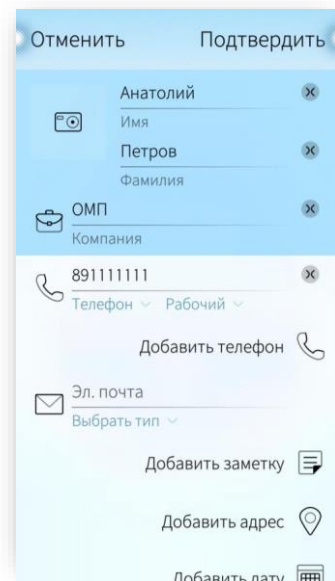 Отменить Подтвердить
Анатолий
Имя
Петров
Фамилия
ОМП
Компания
891111111
Телефон Рабочий
Добавить телефон
Эл. почта
Выбрать тип
Добавить заметку
Добавить адрес
Добавить дату